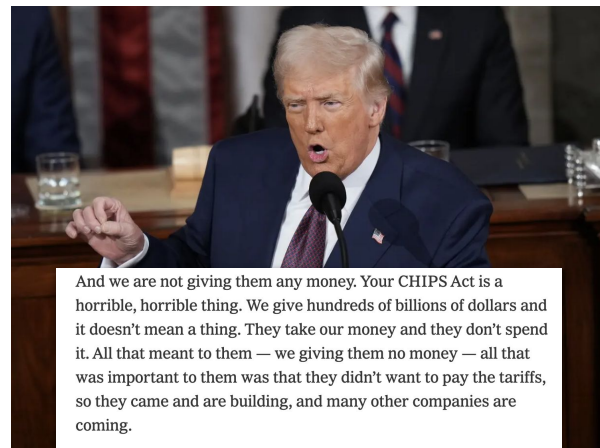 And we are not giving them any money. Your CHIPS Act is a
horrible, horrible thing. We give hundreds of billions of dollars and
it doesn’t mean a thing. They take our money and they don’t spend
it. All that meant to them — we giving them no money — all that
was important to them was that they didn’t want to pay the tariffs,
so they came and are building, and many other companies are
coming.